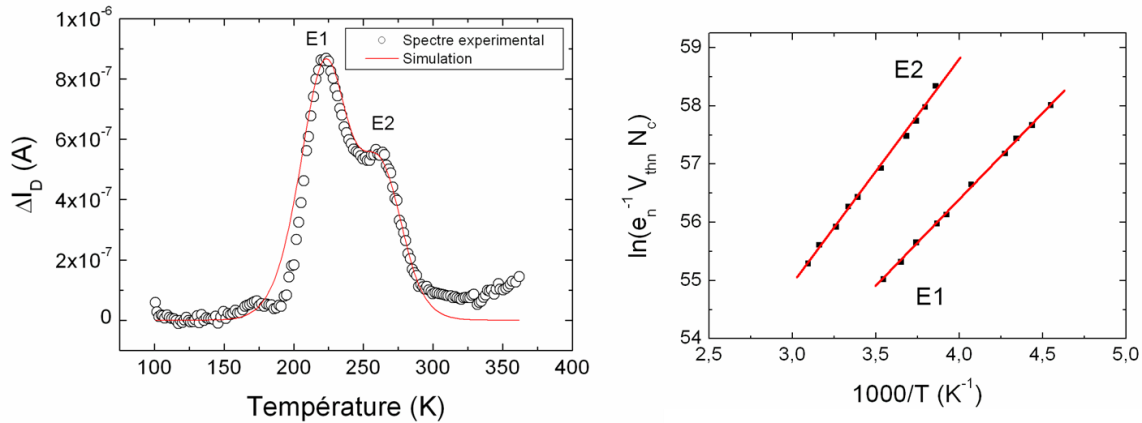 1x10⁻⁶
8x10⁻⁷
6x10⁻⁷
4x10⁻⁷
2x10⁻⁷
0
ΔI_D (A)
E1
E2
Spectre experimental
Simulation
100 150 200 250 300 350 400
Température (K)
59
58
57
56
55
54
ln(e_n⁻¹ V_thn N_c)
E2
E1
2,5 3,0 3,5 4,0 4,5 5,0
1000/T (K⁻¹)